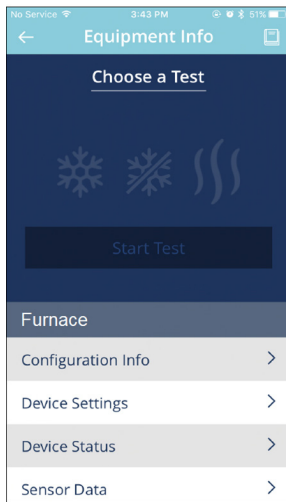 No Service 3:43 PM 51%
Equipment Info
Choose a Test
Start Test
Furnace
Configuration Info
Device Settings
Device Status
Sensor Data